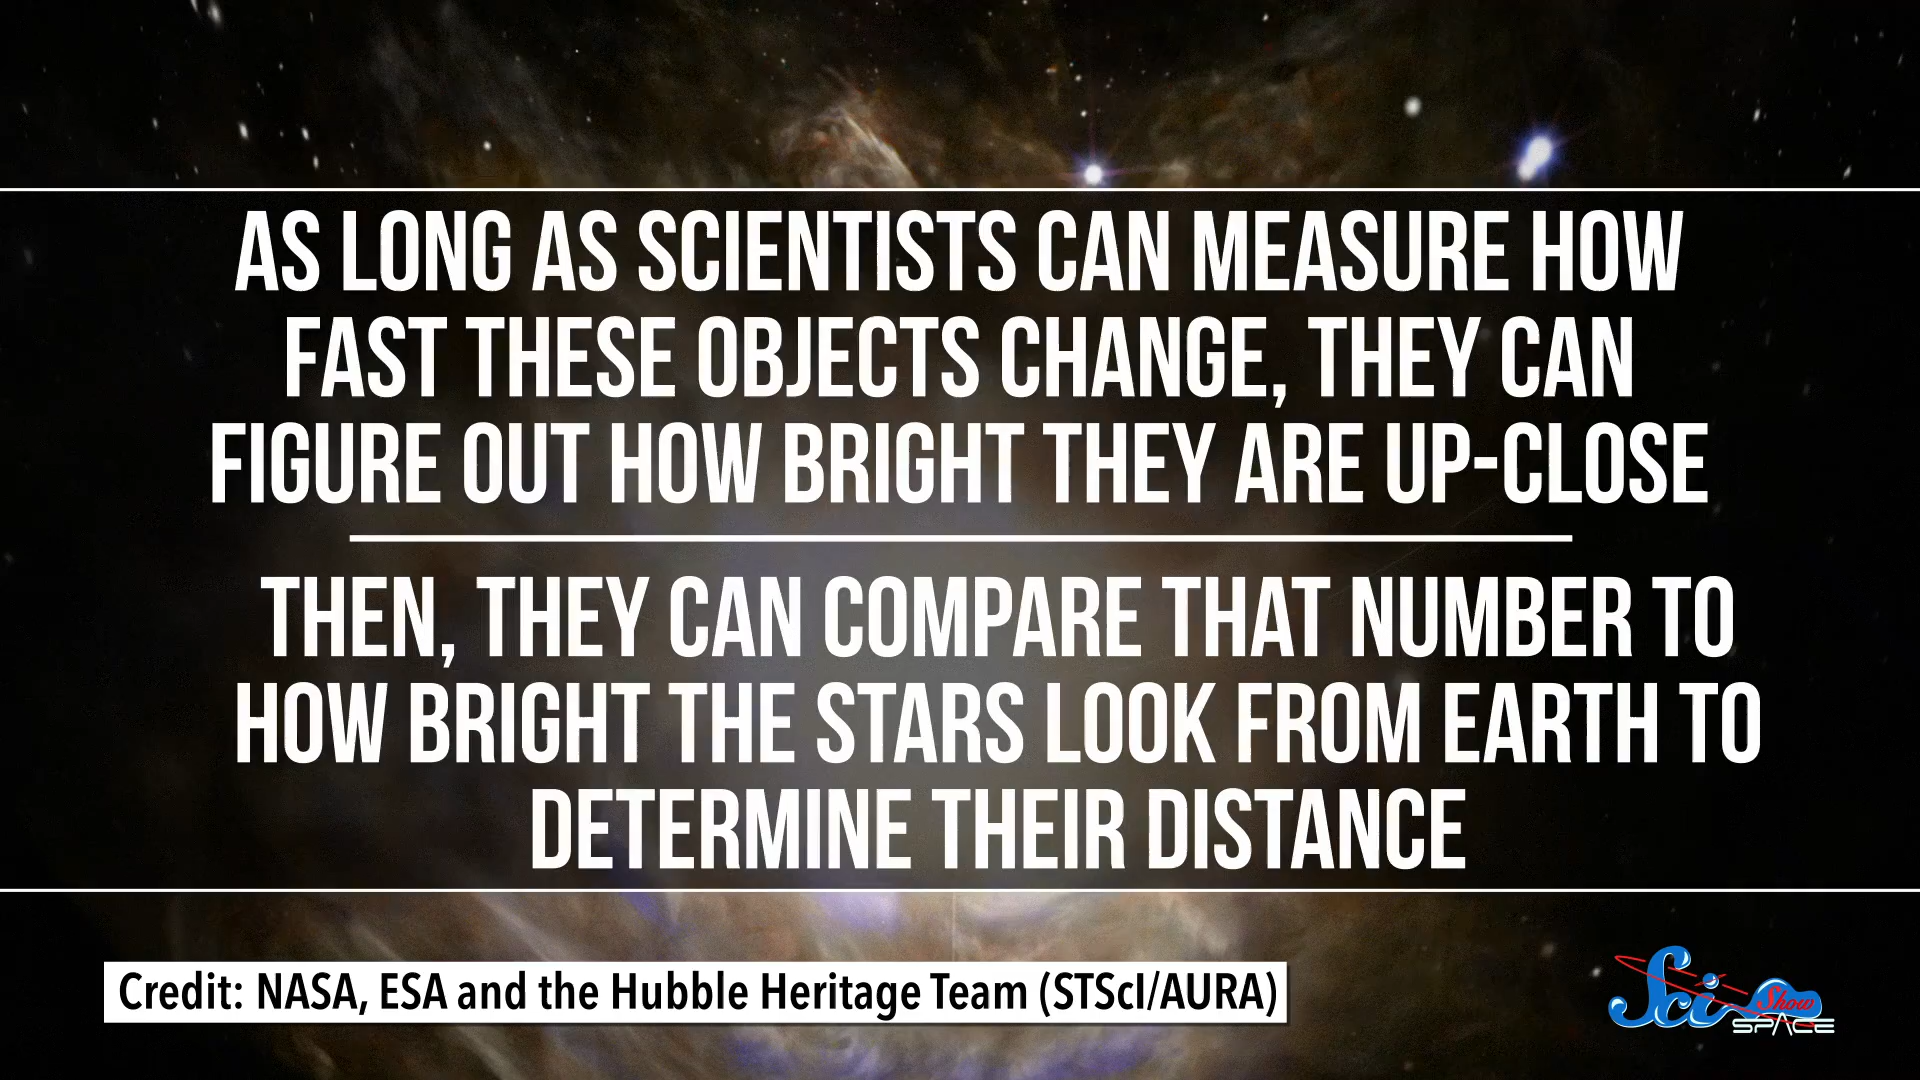 AS LONG AS SCIENTISTS CAN MEASURE HOW
FAST THESE OBJECTS CHANGE, THEY CAN
FIGURE OUT HOW BRIGHT THEY ARE UP-CLOSE
THEN, THEY CAN COMPARE THAT NUMBER TO
HOW BRIGHT THE STARS LOOK FROM EARTH TO
DETERMINE THEIR DISTANCE
Credit: NASA, ESA and the Hubble Heritage Team (STScI/AURA)
Sci Show
SPACE